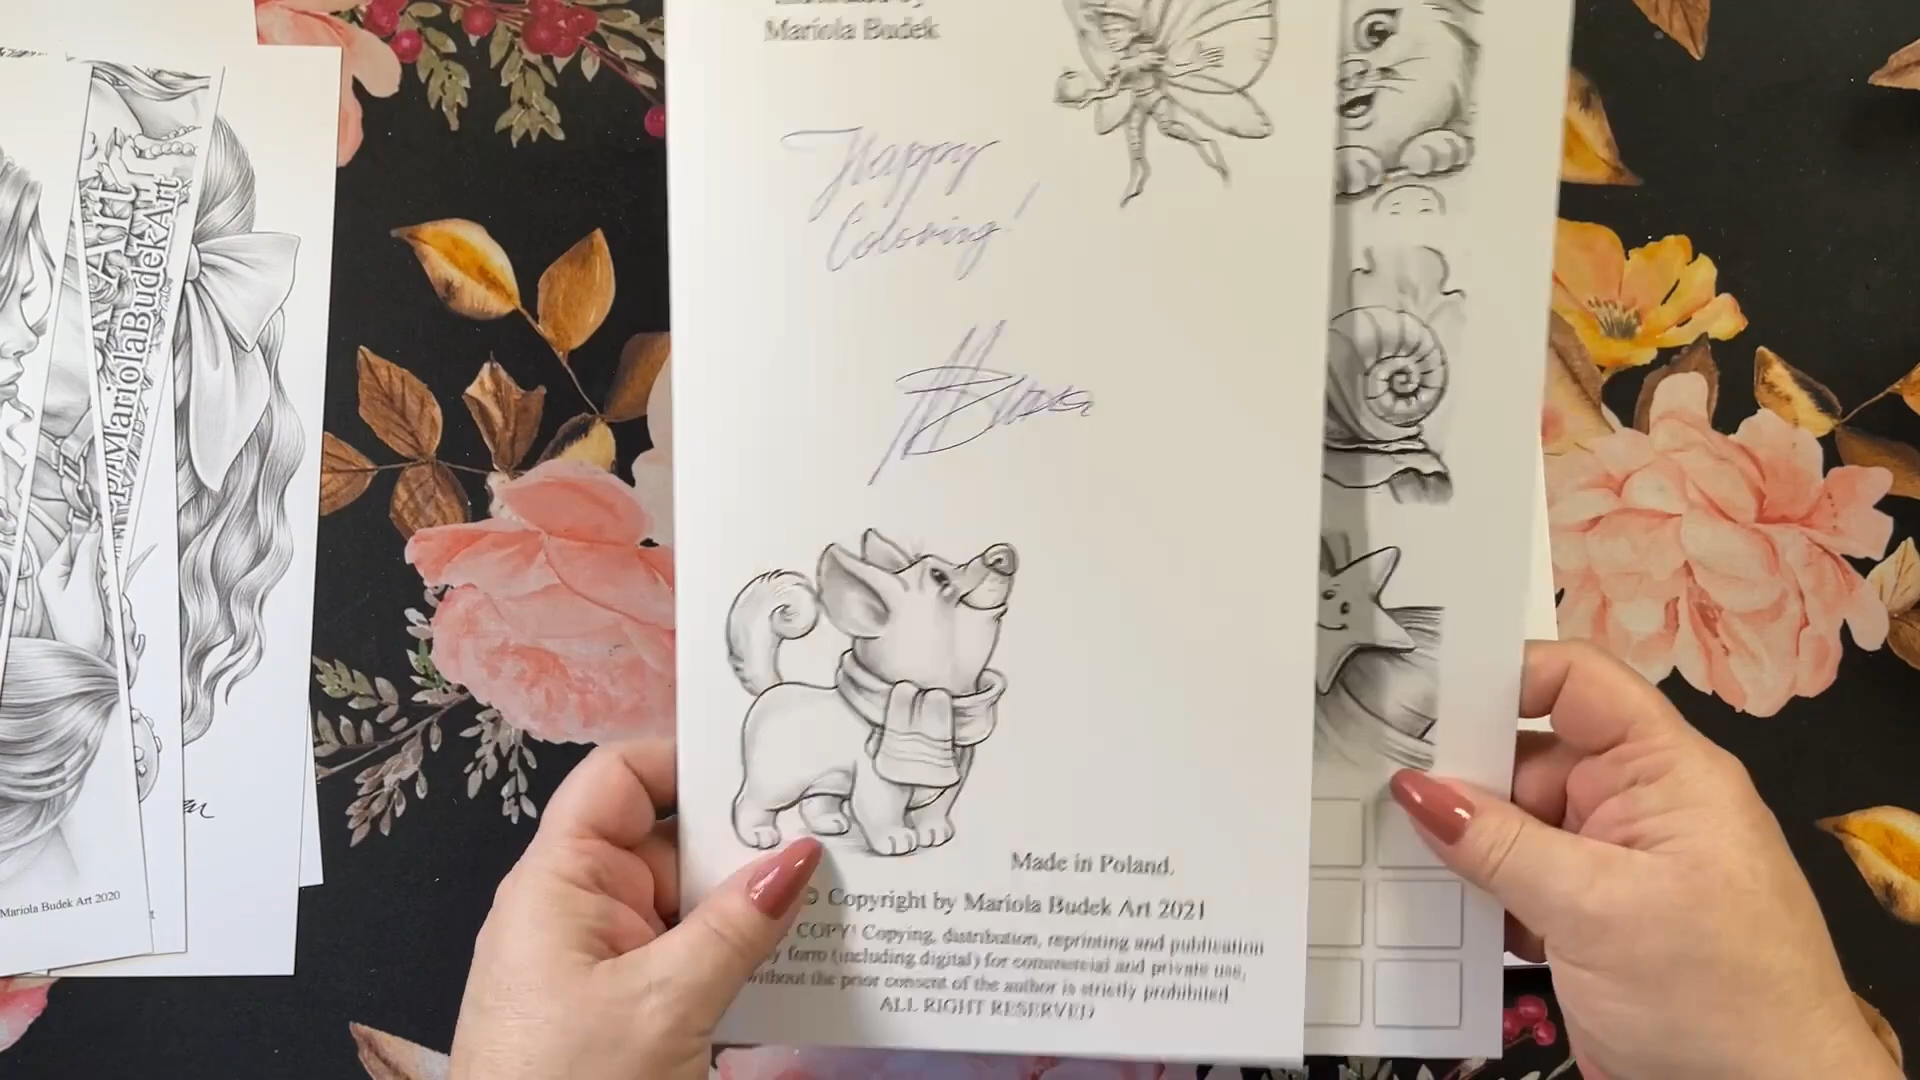 Mariola Budek
Happy
Coloring!
Made in Poland.
Copyright by Mariola Budek Art 2021
COPY! Copying, distribution, reprinting and publication
form (including digital) for commercial and private use,
without the prior consent of the author is strictly prohibited.
ALL RIGHT RESERVED
Art
MariolaBudekArt
Mariola Budek Art 2020